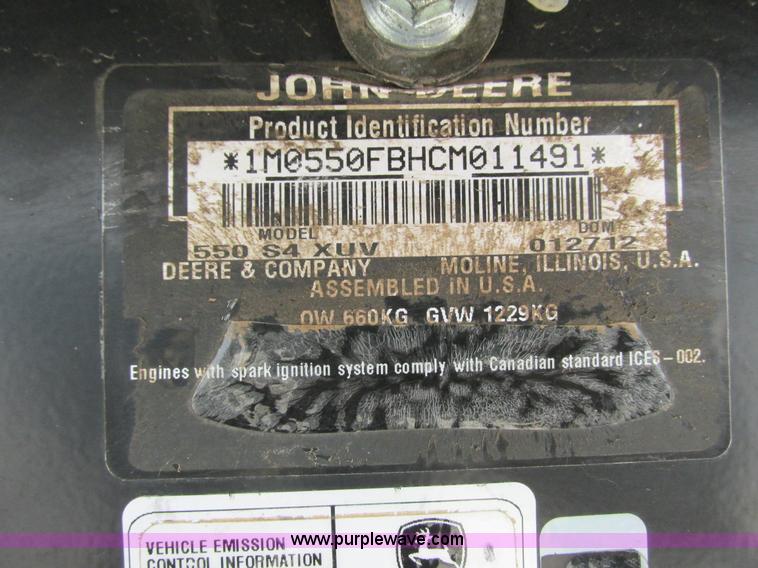 JOHN DEERE
Product Identification Number
*1M0550FBHCM011491*
MODEL DOM
550 S4 XUV 012712
DEERE & COMPANY MOLINE, ILLINOIS, U.S.A.
ASSEMBLED IN U.S.A.
OW 660KG GVW 1229KG
Engines with spark ignition system comply with Canadian standard ICES-002.
VEHICLE EMISSION
www.purplewave.com
CONTROL INFORMATION